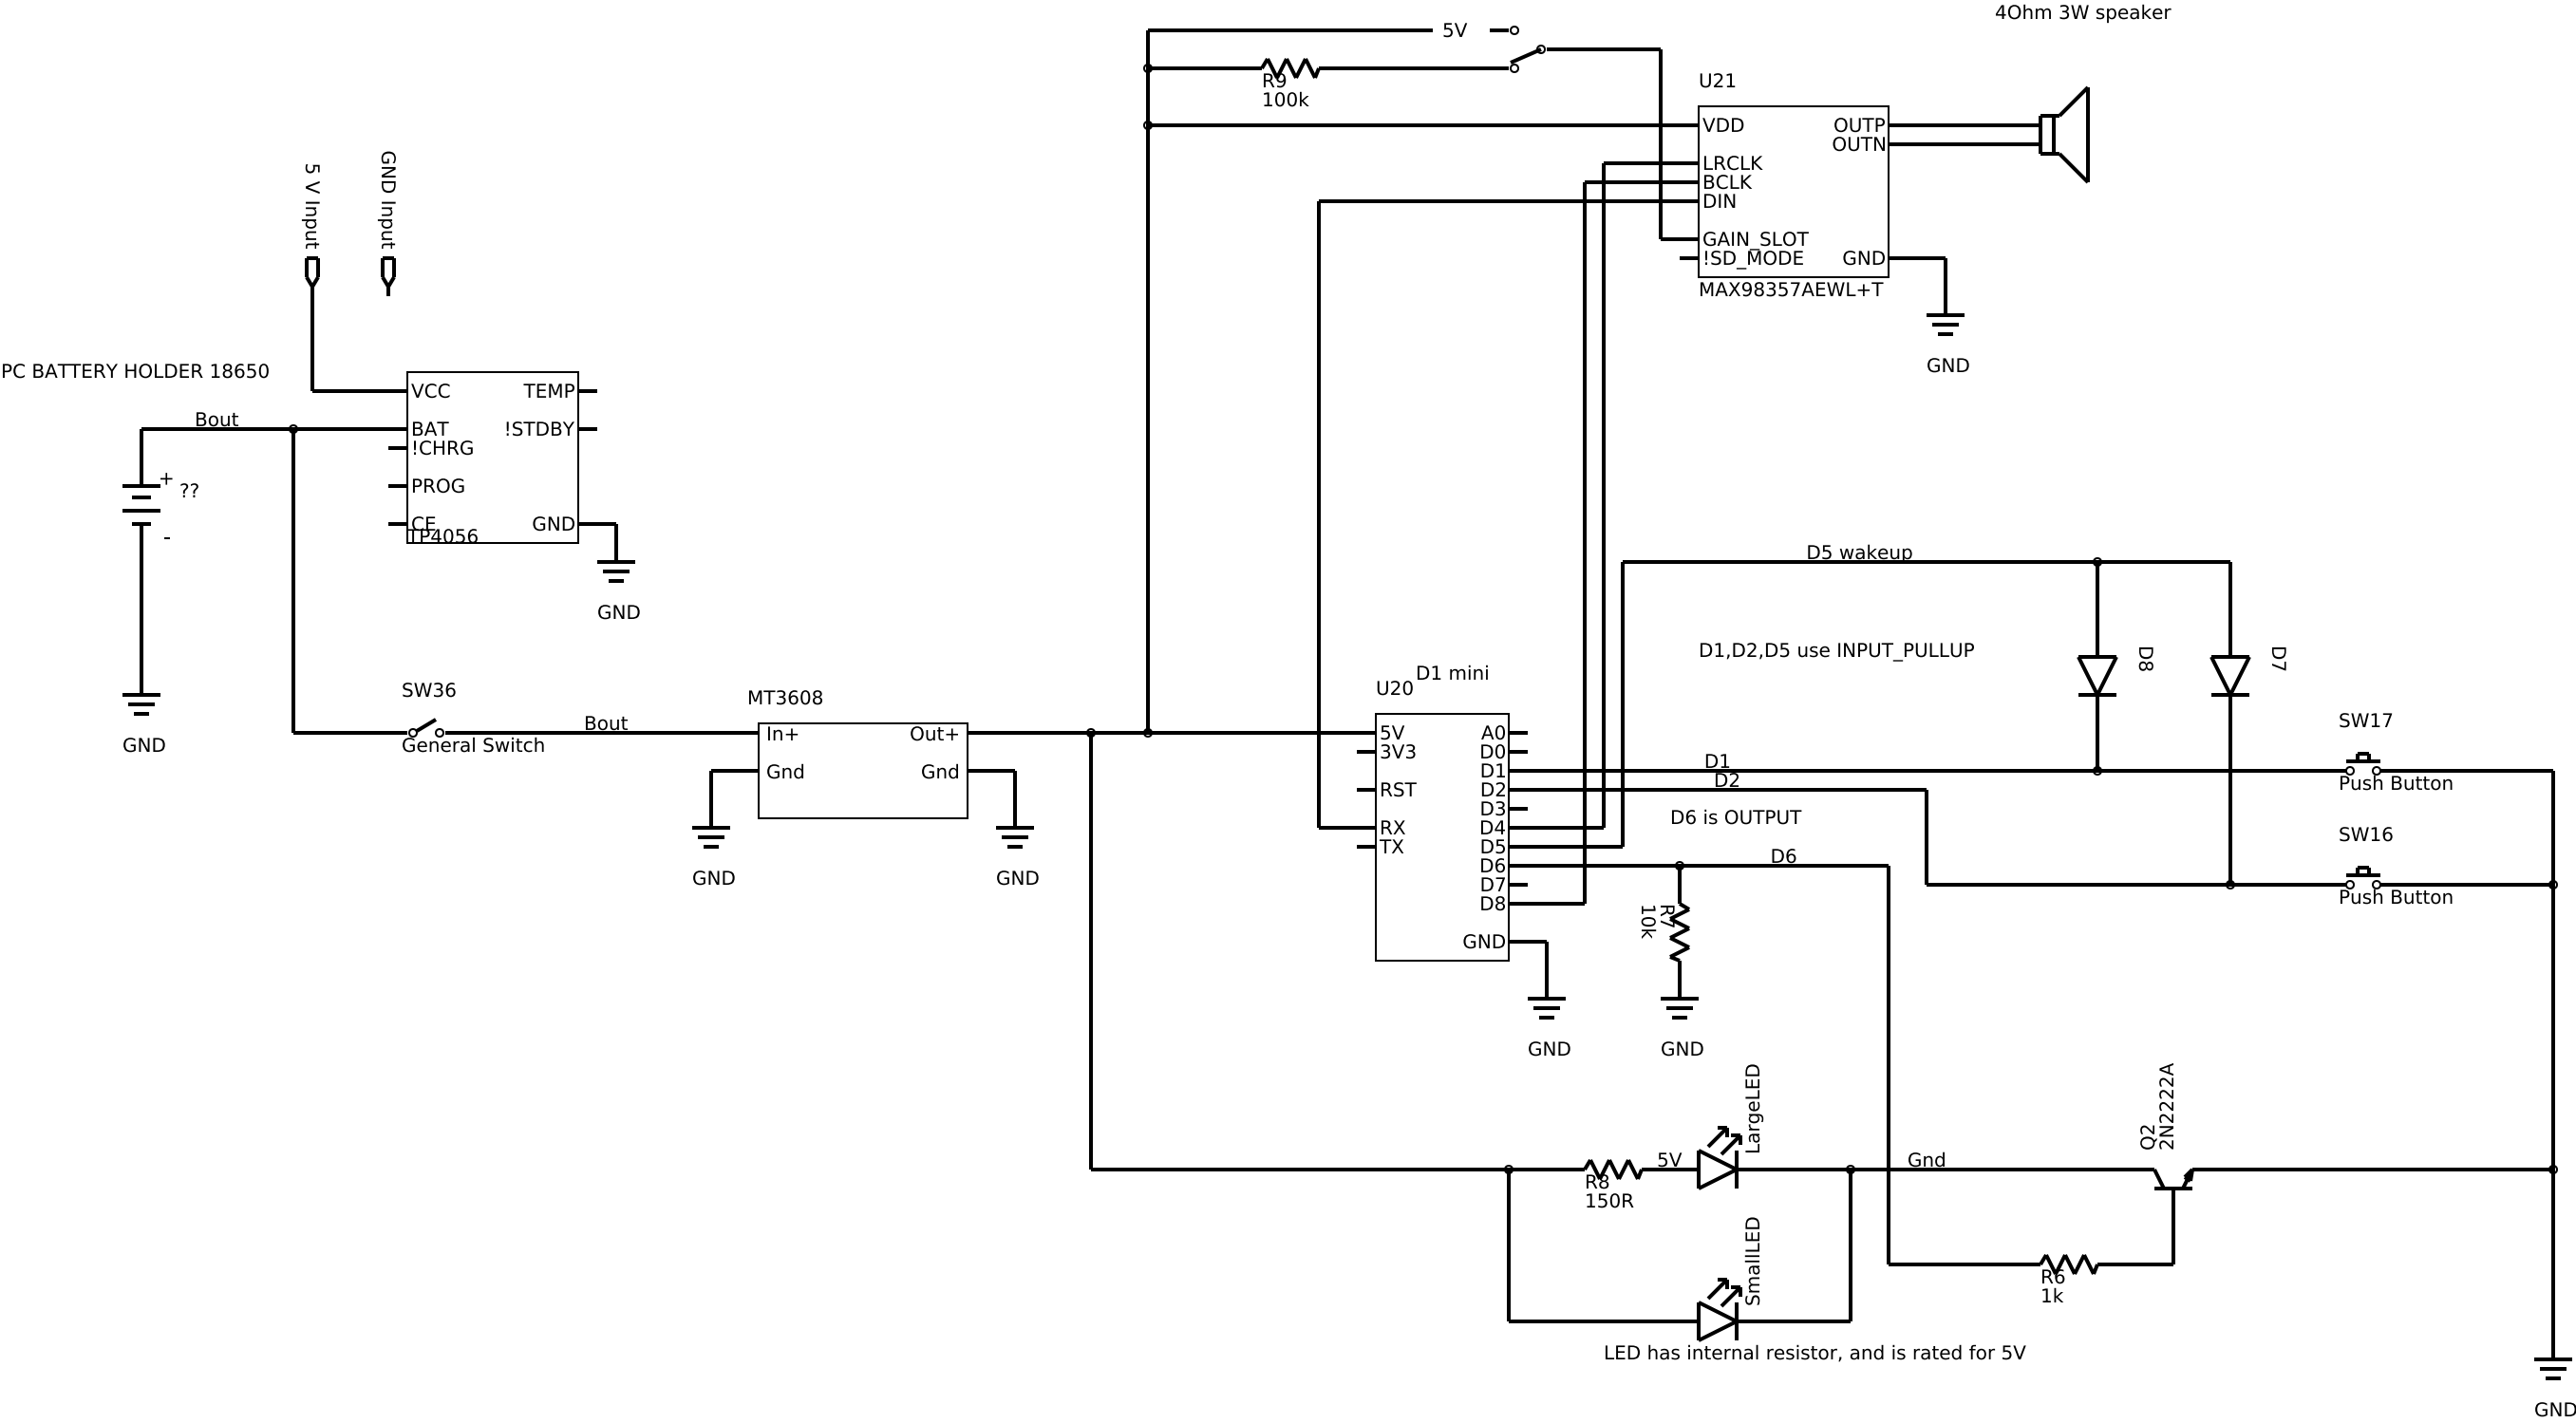 4Ohm 3W speaker
5V
R9
100k
U21
VDD
OUTP
OUTN
LRCLK
BCLK
DIN
GAIN_SLOT
!SD_MODE
GND
MAX98357AEWL+T
GND
5 V Input
GND Input
PC BATTERY HOLDER 18650
Bout
VCC
TEMP
BAT
!STDBY
!CHRG
PROG
CE
GND
TP4056
GND
+
??
-
GND
SW36
General Switch
Bout
MT3608
In+
Out+
Gnd
Gnd
GND
GND
D1 mini
U20
5V
A0
3V3
D0
D1
RST
D2
D3
RX
D4
TX
D5
D6
D7
D8
GND
GND
D5 wakeup
D1,D2,D5 use INPUT_PULLUP
D8
D7
D1
D2
D6 is OUTPUT
D6
SW17
Push Button
SW16
Push Button
R7
10k
GND
R8
150R
5V
LargeLED
Gnd
Q2
2N2222A
SmallLED
R6
1k
LED has internal resistor, and is rated for 5V
GND